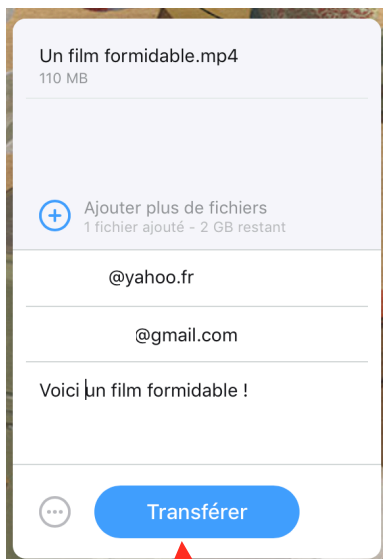 Un film formidable.mp4
110 MB
Ajouter plus de fichiers
1 fichier ajouté - 2 GB restant
@yahoo.fr
@gmail.com
Voici un film formidable !
Transférer